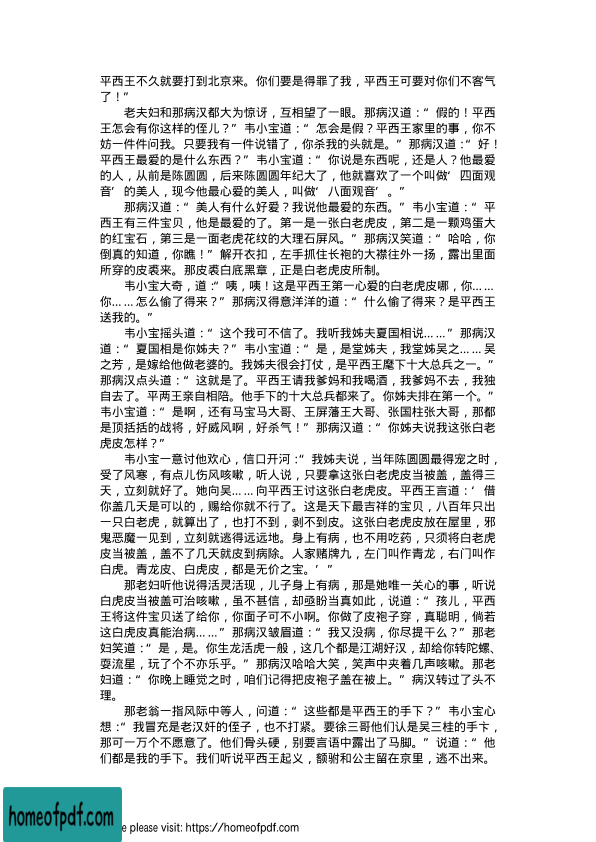 平西王不久就要打到北京来。你们要是得罪了我，平西王可要对你们不客气
了！”
老夫妇和那病汉都大为惊讶，互相望了一眼。那病汉道：“假的！平西
王怎会有你这样的侄儿？”韦小宝道：“怎会是假？平西王家里的事，你不
妨一件件问我。只要我有一件说错了，你杀我的头就是。”那病汉道：“好！
平西王最爱的是什么东西？”韦小宝道：“你说是东西呢，还是人？他最爱
的人，从前是陈圆圆，后来陈圆圆年纪大了，他就喜欢了一个叫做‘四面观
音’的美人，现今他最心爱的美人，叫做‘八面观音’。”
那病汉道：“美人有什么好爱？我说他最爱的东西。”韦小宝道：“平
西王有三件宝贝，他是最爱的了。第一是一张白老虎皮，第二是一颗鸡蛋大
的红宝石，第三是一面老虎花纹的大理石屏风。”那病汉笑道：“哈哈，你
倒真的知道，你瞧！”解开衣扣，左手抓住长袍的大襟往外一扬，露出里面
所穿的皮裘来。那皮裘白底黑章，正是白老虎皮所制。
韦小宝大奇，道：“咦，咦！这是平西王第一心爱的白老虎皮哪，你……
你……怎么偷了得来？”那病汉得意洋洋的道：“什么偷了得来？是平西王
送我的。”
韦小宝摇头道：“这个我可不信了。我听我姊夫夏国相说……”那病汉
道：“夏国相是你姊夫？”韦小宝道：“是，是堂姊夫，我堂姊吴之……吴
之芳，是嫁给他做老婆的。我姊夫很会打仗，是平西王麾下十大总兵之一。”
那病汉点头道：“这就是了。平西王请我爹妈和我喝酒，我爹妈不去，我独
自去了。平两王亲自相陪。他手下的十大总兵都来了。你姊夫排在第一个。”
韦小宝道：“是啊，还有马宝马大哥、王屏藩王大哥、张国柱张大哥，那都
是顶括括的战将，好威风啊，好杀气！”那病汉道：“你姊夫说我这张白老
虎皮怎样？”
韦小宝一意讨他欢心，信口开河：“我姊夫说，当年陈圆圆最得宠之时，
受了风寒，有点儿伤风咳嗽，听人说，只要拿这张白老虎皮当被盖，盖得三
天，立刻就好了。她向吴……向平西王讨这张白老虎皮。平西王言道：‘借
你盖几天是可以的，赐给你就不行了。这是天下最吉祥的宝贝，八百年只出
一只白老虎，就算出了，也打不到，剥不到皮。这张白老虎皮放在屋里，邪
鬼恶魔一见到，立刻就逃得远远地。身上有病，也不用吃药，只须将白老虎
皮当被盖，盖不了几天就皮到病除。人家赌牌九，左门叫作青龙，右门叫作
白虎。青龙皮、白虎皮，都是无价之宝。’”
那老妇听他说得活灵活现，儿子身上有病，那是她唯一关心的事，听说
白虎皮当被盖可治咳嗽，虽不甚信，却亟盼当真如此，说道：“孩儿，平西
王将这件宝贝送了给你，你面子可不小啊。你做了皮袍子穿，真聪明，倘若
这白虎皮真能治病……”那病汉皱眉道：“我又没病，你尽提干么？”那老
妇笑道：“是，是。你生龙活虎一般，这几个都是江湖好汉，却给你转陀螺、
耍流星，玩了个不亦乐乎。”那病汉哈哈大笑，笑声中夹着几声咳嗽。那老
妇道：“你晚上睡觉之时，咱们记得把皮袍子盖在被上。”病汉转过了头不
理。
那老翁一指风际中等人，问道：“这些都是平西王的手下？”韦小宝心
想：“我冒充是老汉奸的侄子，也不打紧。要徐三哥他们认是吴三桂的手卞，
那可一万个不愿意了。他们骨头硬，别要言语中露出了马脚。”说道：“他
们都是我的手下。我们听说平西王起义，额驸和公主留在京里，逃不出来。
homeofpdf.com
e please visit: https://homeofpdf.com